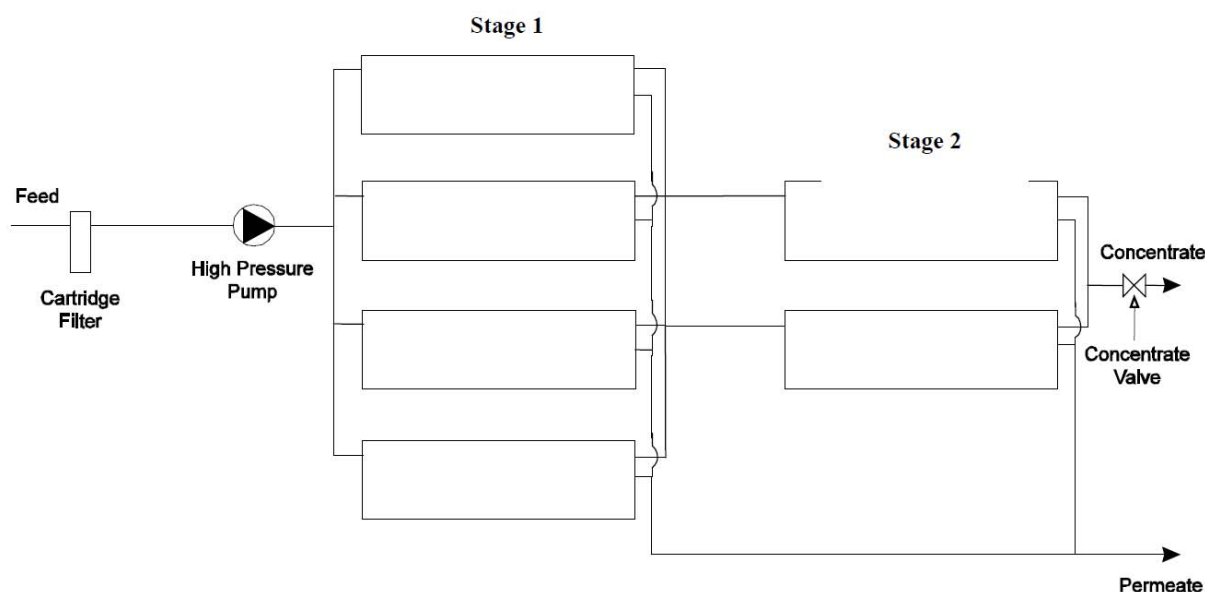 Stage 1
Stage 2
Feed
Cartridge
Filter
High Pressure
Pump
Concentrate
Concentrate
Valve
Permeate